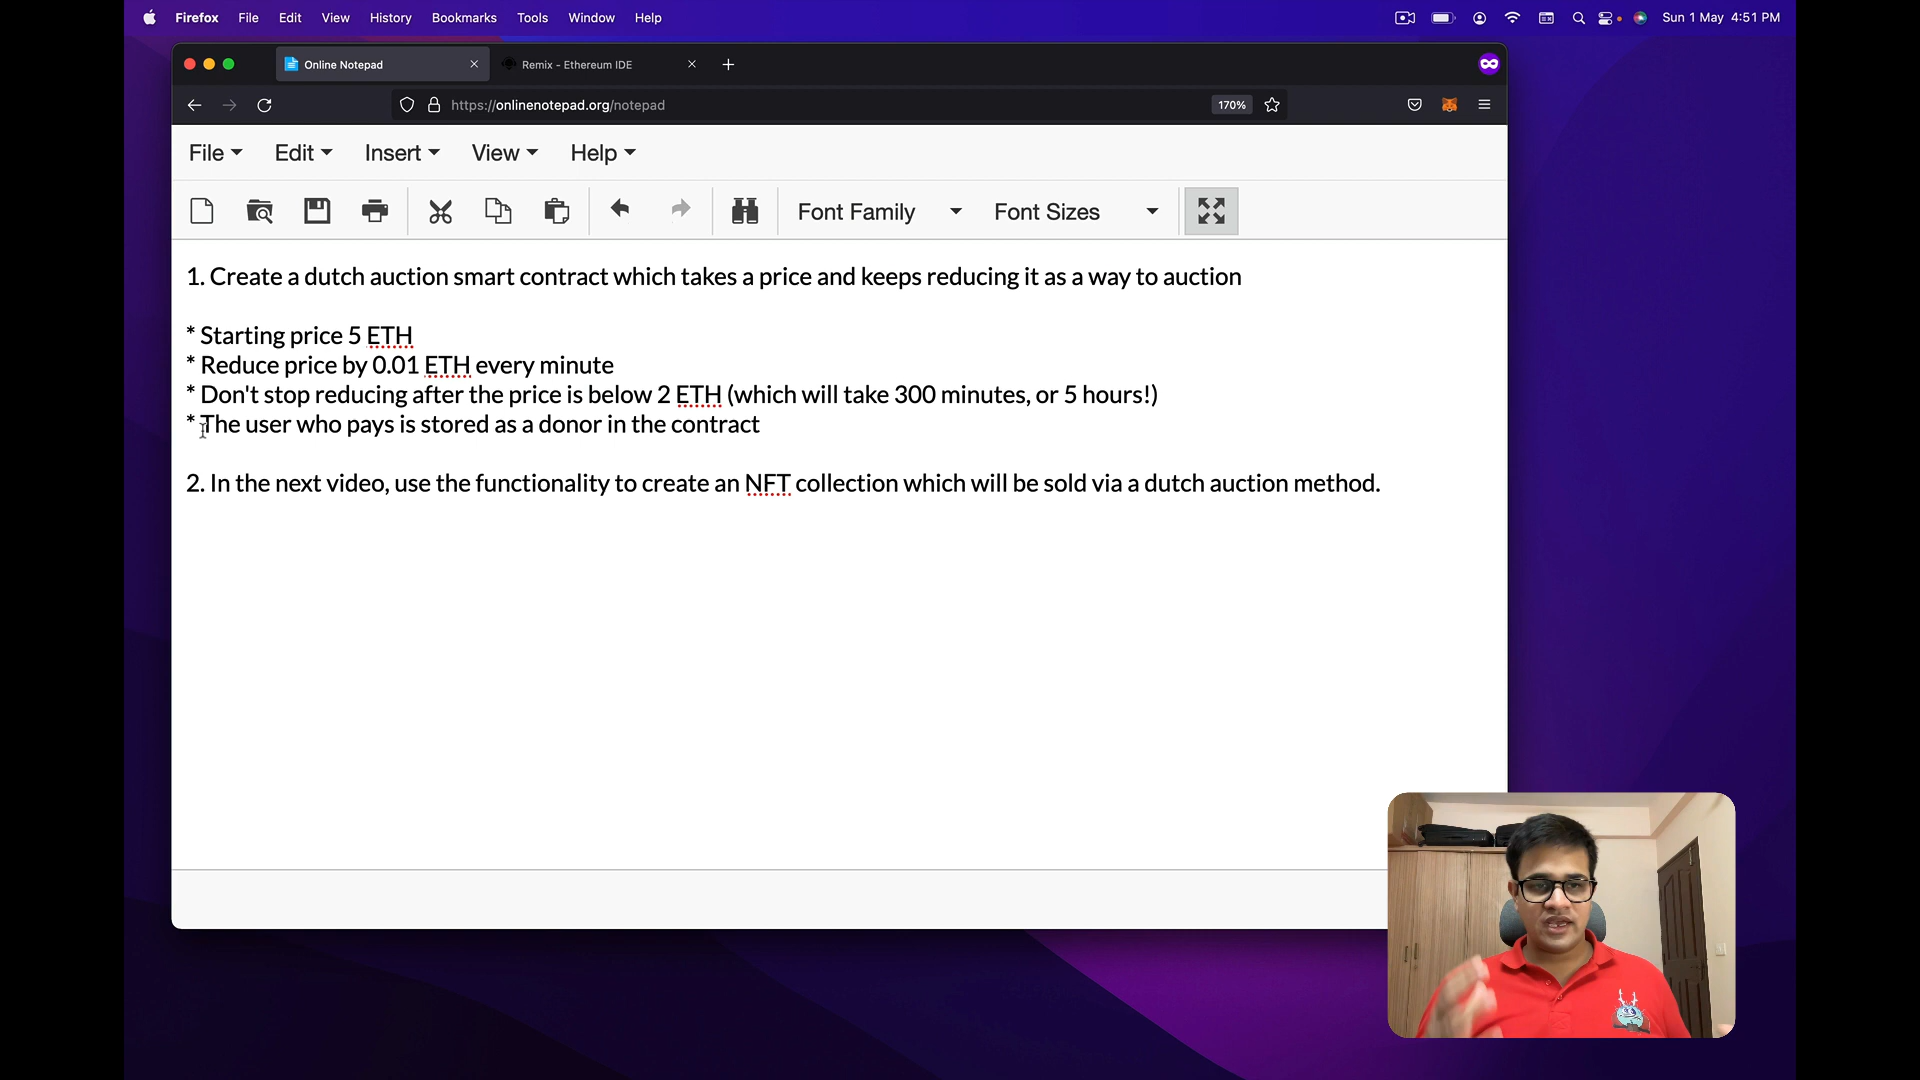 Firefox File Edit View History Bookmarks Tools Window Help Sun 1 May 4:51 PM
Online Notepad Remix - Ethereum IDE
https://onlinenotepad.org/notepad 170%
File Edit Insert View Help
Font Family Font Sizes
1. Create a dutch auction smart contract which takes a price and keeps reducing it as a way to auction
* Starting price 5 ETH
* Reduce price by 0.01 ETH every minute
* Don't stop reducing after the price is below 2 ETH (which will take 300 minutes, or 5 hours!)
* The user who pays is stored as a donor in the contract
2. In the next video, use the functionality to create an NFT collection which will be sold via a dutch auction method.